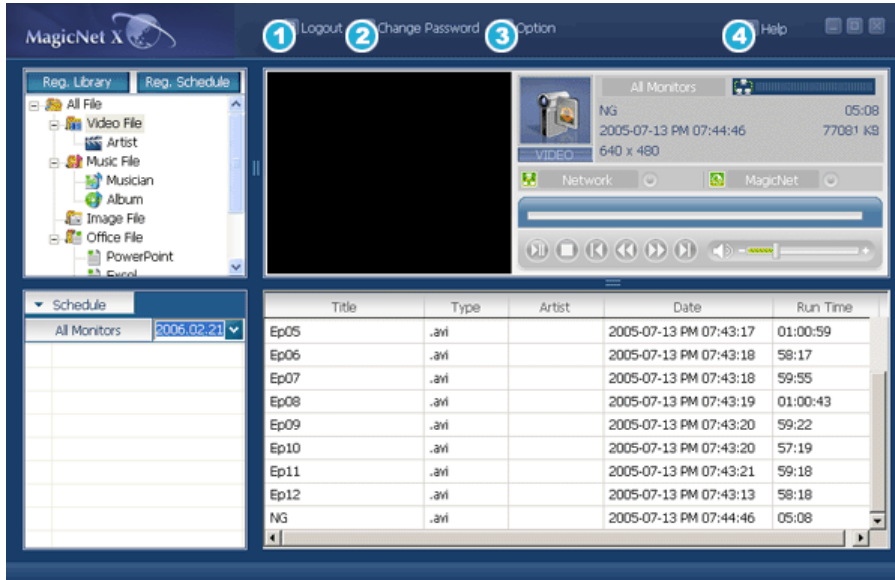 MagicNet X
1 Logout 2 Change Password 3 Option 4 Help
Reg. Library Reg. Schedule
All File
Video File
Artist
Music File
Musician
Album
Image File
Office File
PowerPoint
Excel
VIDEO
All Monitors
NG 05:08
2005-07-13 PM 07:44:46 77081 KB
640 x 480
Network MagicNet
Schedule
All Monitors 2006.02.21
Title Type Artist Date Run Time
Ep05 .avi 2005-07-13 PM 07:43:17 01:00:59
Ep06 .avi 2005-07-13 PM 07:43:18 58:17
Ep07 .avi 2005-07-13 PM 07:43:18 59:55
Ep08 .avi 2005-07-13 PM 07:43:19 01:00:43
Ep09 .avi 2005-07-13 PM 07:43:20 59:22
Ep10 .avi 2005-07-13 PM 07:43:20 57:19
Ep11 .avi 2005-07-13 PM 07:43:21 59:18
Ep12 .avi 2005-07-13 PM 07:43:13 58:18
NG .avi 2005-07-13 PM 07:44:46 05:08